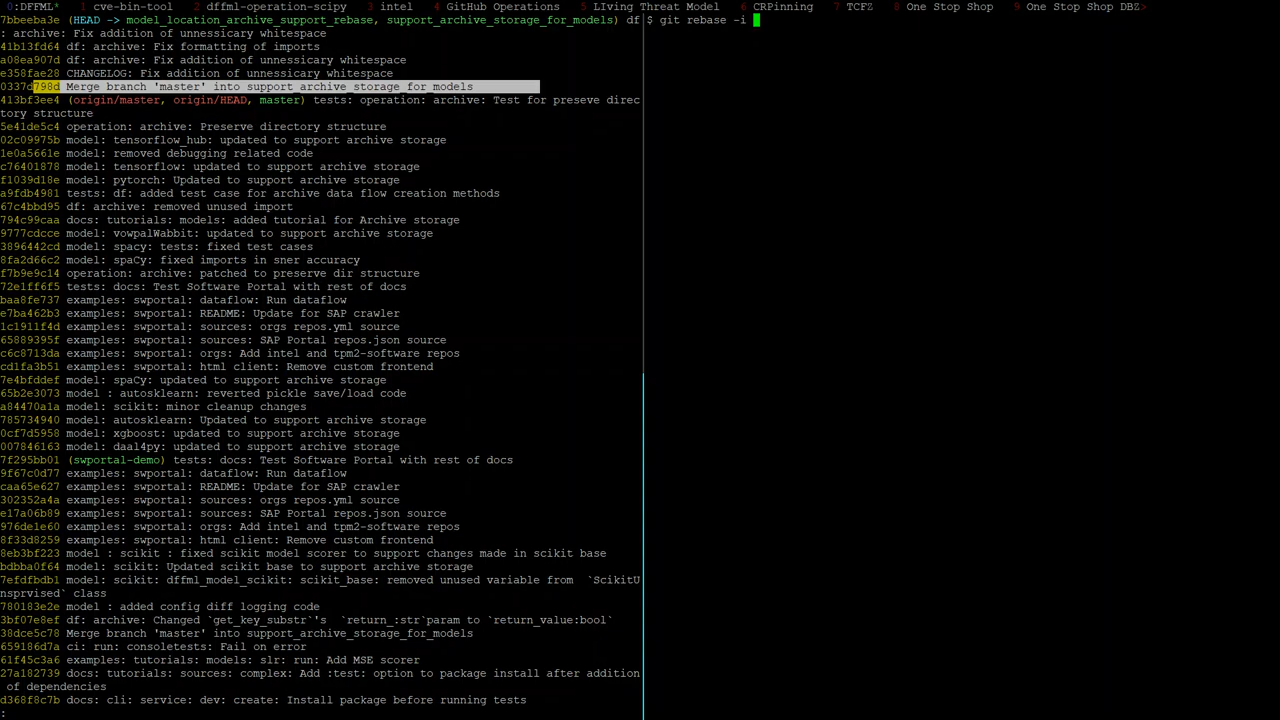 0:DFFML* 1 cve-bin-tool 2 dffml-operation-scipy 3 intel 4 GitHub Operations 5 LIving Threat Model 6 CRPinning 7 TCFZ 8 One Stop Shop 9 One Stop Shop DBZ>
7bbeeba3e (HEAD -> model_location_archive_support_rebase, support_archive_storage_for_models) df
: archive: Fix addition of unnessicary whitespace
41b13fd64 df: archive: Fix formatting of imports
a08ea907d df: archive: Fix addition of unnessicary whitespace
e358fae28 CHANGELOG: Fix addition of unnessicary whitespace
0337d798d Merge branch 'master' into support_archive_storage_for_models
413bf3ee4 (origin/master, origin/HEAD, master) tests: operation: archive: Test for preseve direc
tory structure
5e41de5c4 operation: archive: Preserve directory structure
02c09975b model: tensorflow_hub: updated to support archive storage
1e0a5661e model: removed debugging related code
c76401878 model: tensorflow: updated to support archive storage
f1039d18e model: pytorch: Updated to support archive storage
a9fdb4981 tests: df: added test case for archive data flow creation methods
67c4bbd95 df: archive: removed unused import
794c99caa docs: tutorials: models: added tutorial for Archive storage
9777cdcce model: vowpalWabbit: updated to support archive storage
3896442cd model: spacy: tests: fixed test cases
8fa2d66c2 model: spaCy: fixed imports in sner accuracy
f7b9e9c14 operation: archive: patched to preserve dir structure
72e1ff6f5 tests: docs: Test Software Portal with rest of docs
baa8fe737 examples: swportal: dataflow: Run dataflow
e7ba462b3 examples: swportal: README: Update for SAP crawler
1c1911f4d examples: swportal: sources: orgs repos.yml source
65889395f examples: swportal: sources: SAP Portal repos.json source
c6c8713da examples: swportal: orgs: Add intel and tpm2-software repos
cd1fa3b51 examples: swportal: html client: Remove custom frontend
7e4bfddef model: spaCy: updated to support archive storage
65b2e3073 model : autosklearn: reverted pickle save/load code
a84470a1a model: scikit: minor cleanup changes
785734940 model: autosklearn: Updated to support archive storage
0cf7d5958 model: xgboost: updated to support archive storage
007846163 model: daal4py: updated to support archive storage
7f295bb01 (swportal-demo) tests: docs: Test Software Portal with rest of docs
9f67c0d77 examples: swportal: dataflow: Run dataflow
caa65e627 examples: swportal: README: Update for SAP crawler
302352a4a examples: swportal: sources: orgs repos.yml source
e17a06b89 examples: swportal: sources: SAP Portal repos.json source
976de1e60 examples: swportal: orgs: Add intel and tpm2-software repos
8f33d8259 examples: swportal: html client: Remove custom frontend
8eb3bf223 model : scikit : fixed scikit model scorer to support changes made in scikit base
bdbba0f64 model: scikit: Updated scikit base to support archive storage
7efdfbdb1 model: scikit: dffml_model_scikit: scikit_base: removed unused variable from `ScikitU
nsprvised` class
780183e2e model : added config diff logging code
3bf07e8ef df: archive: Changed `get_key_substr`'s `return_:str`param to `return_value:bool`
38dce5c78 Merge branch 'master' into support_archive_storage_for_models
659186d7a ci: run: consoletests: Fail on error
61f45c3a6 examples: tutorials: models: slr: run: Add MSE scorer
27a182739 docs: tutorials: sources: complex: Add :test: option to package install after addition
of dependencies
d368f8c7b docs: cli: service: dev: create: Install package before running tests
:
$ git rebase -i